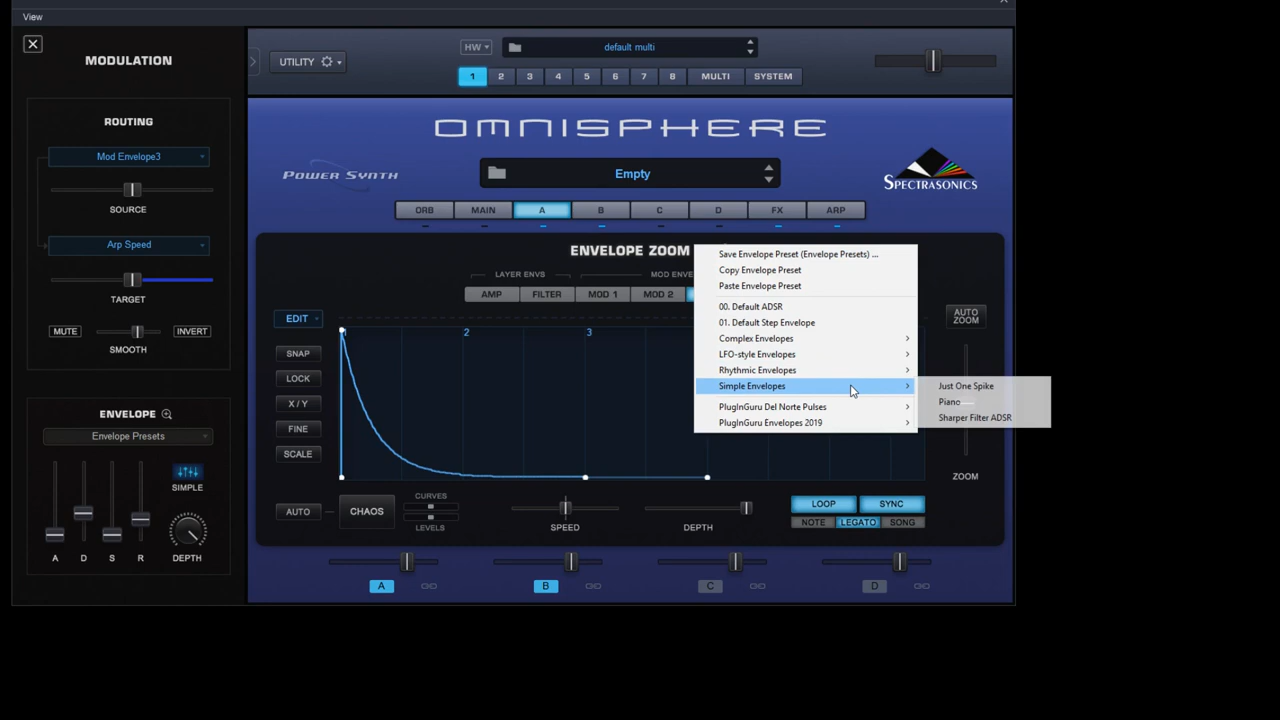 View
MODULATION
ROUTING
Mod Envelope3
SOURCE
Arp Speed
TARGET
MUTE
INVERT
SMOOTH
ENVELOPE
Envelope Presets
SIMPLE
A D S R DEPTH
UTILITY
HW
default multi
1 2 3 4 5 6 7 8 MULTI SYSTEM
OMNISPHERE
POWER SYNTH
Empty
SPECTRASONICS
ORB MAIN A B C D FX ARP
ENVELOPE ZOOM
LAYER ENVS
AMP FILTER MOD 1 MOD 2
EDIT
SNAP
LOCK
X / Y
FINE
SCALE
2 3
Save Envelope Preset (Envelope Presets) ...
Copy Envelope Preset
Paste Envelope Preset
00. Default ADSR
01. Default Step Envelope
Complex Envelopes
LFO-style Envelopes
Rhythmic Envelopes
Simple Envelopes
PlugInGuru Del Norte Pulses
PlugInGuru Envelopes 2019
Just One Spike
Piano
Sharper Filter ADSR
AUTO ZOOM
ZOOM
AUTO
CHAOS
CURVES
LEVELS
SPEED
DEPTH
LOOP SYNC
NOTE LEGATO SONG
A B C D